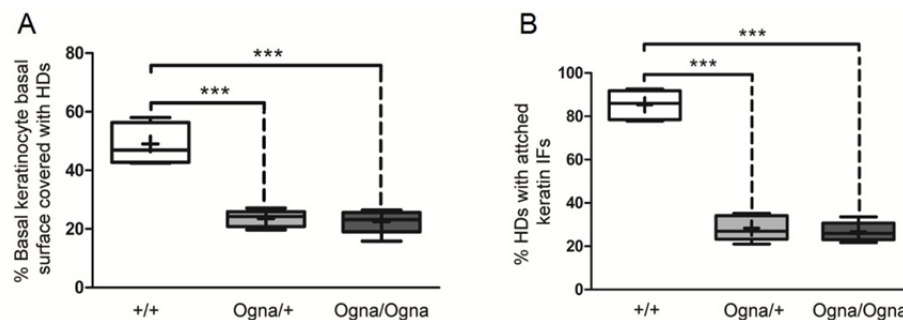 A
% Basal keratinocyte basal
surface covered with HDs
80
60
40
20
0
***
***
+/+
Ogna/+
Ogna/Ogna
B
% HDs with attched
keratin IFs
100
80
60
40
20
0
***
***
+/+
Ogna/+
Ogna/Ogna